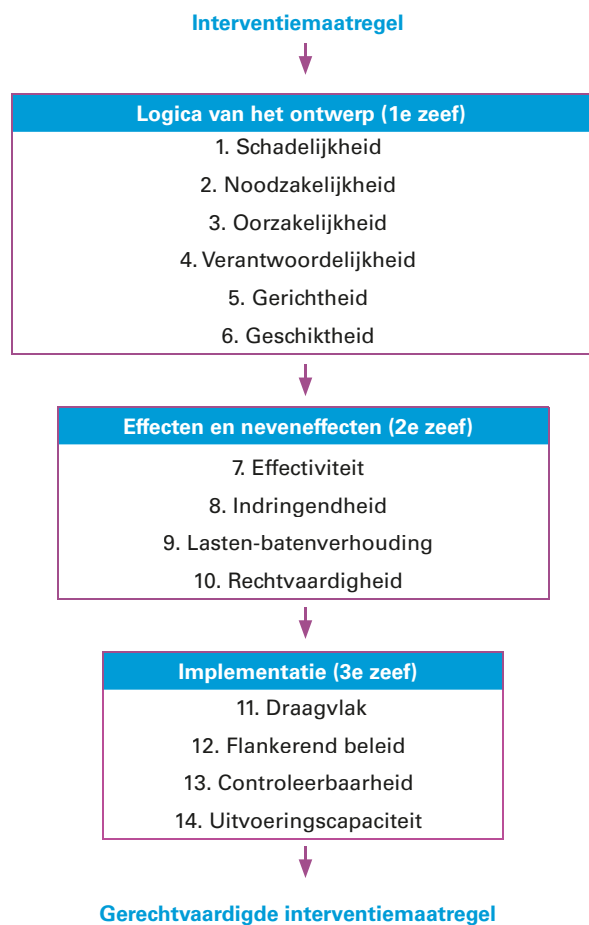 Interventiemaatregel
Logica van het ontwerp (1e zeef)
1. Schadelijkheid
2. Noodzakelijkheid
3. Oorzakelijkheid
4. Verantwoordelijkheid
5. Gerichtheid
6. Geschiktheid
Effecten en neveneffecten (2e zeef)
7. Effectiviteit
8. Indringendheid
9. Lasten-batenverhouding
10. Rechtvaardigheid
Implementatie (3e zeef)
11. Draagvlak
12. Flankerend beleid
13. Controleerbaarheid
14. Uitvoeringscapaciteit
Gerechtvaardigde interventiemaatregel